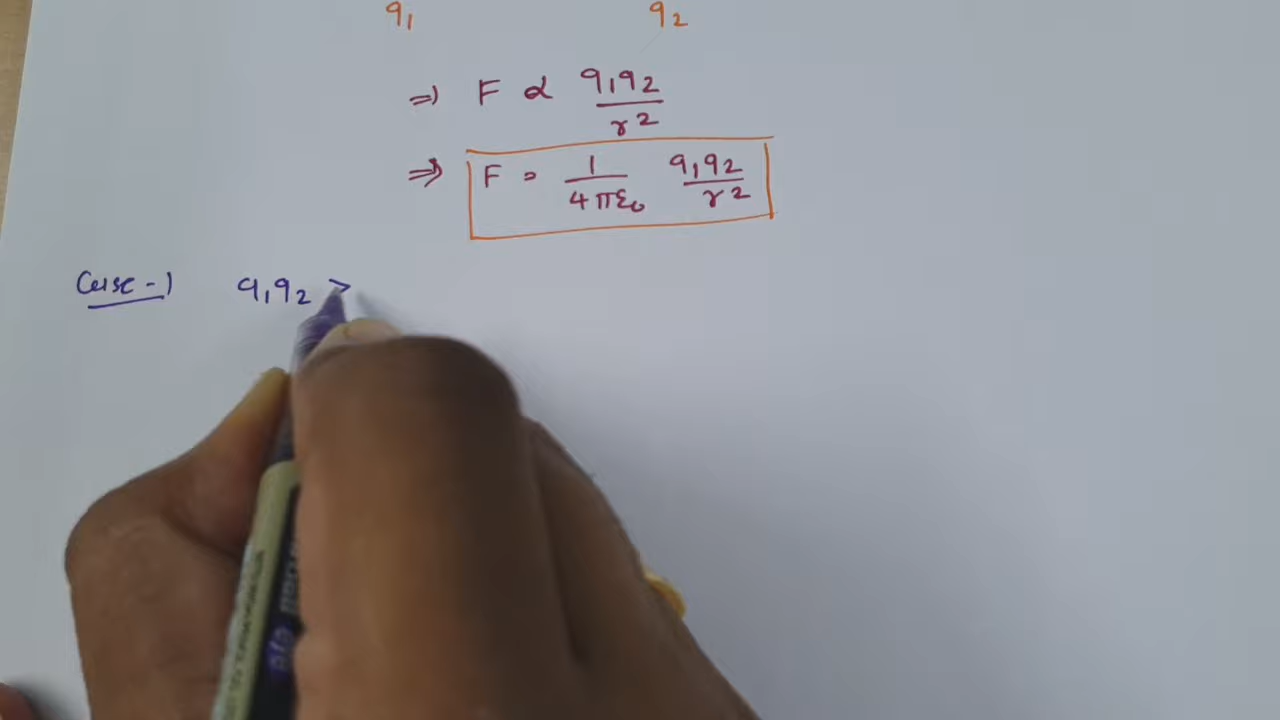 q₁ q₂
⇒ F ∝ q₁q₂ / r²
⇒ F = 1 / 4πε₀ q₁q₂ / r²
Case - 1 q₁q₂ >